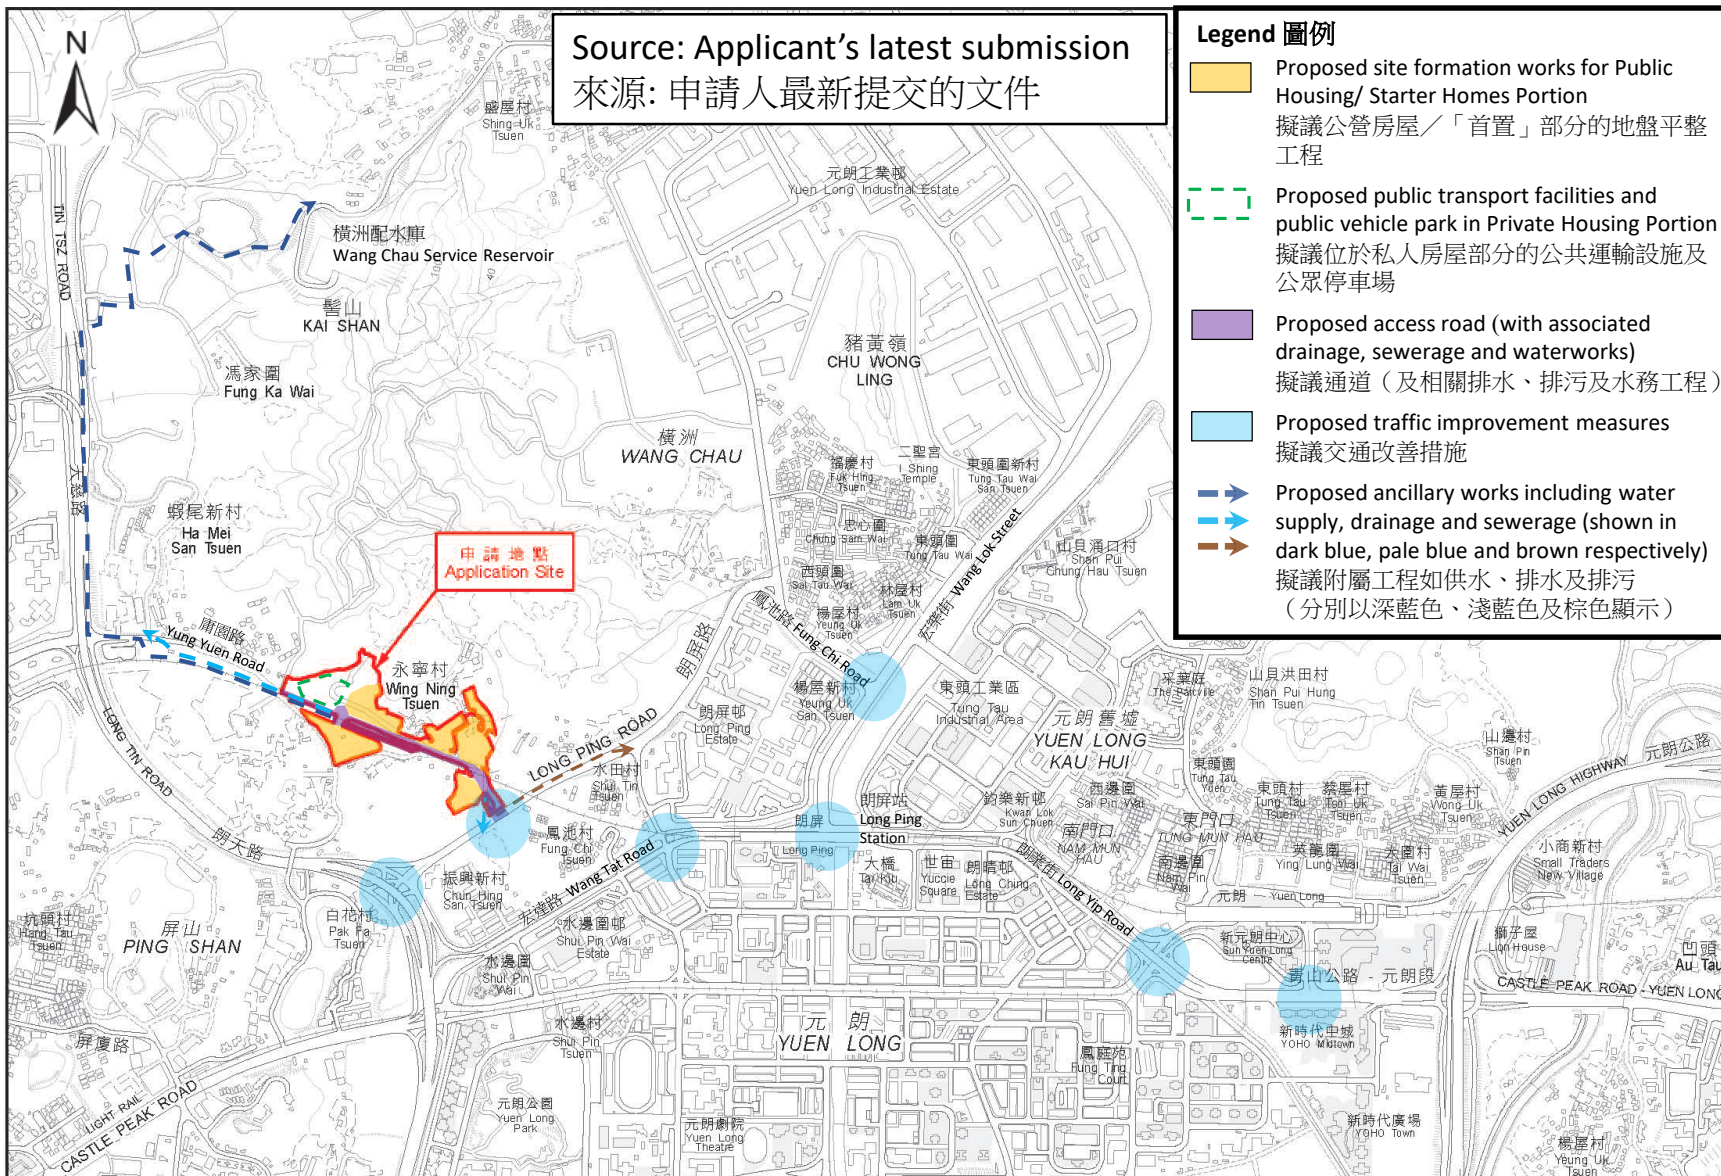 N
Source: Applicant's latest submission
來源: 申請人最新提交的文件
Legend 圖例
Proposed site formation works for Public
Housing/ Starter Homes Portion
擬議公營房屋／「首置」部分的地盤平整
工程
Proposed public transport facilities and
public vehicle park in Private Housing Portion
擬議位於私人房屋部分的公共運輸設施及
公眾停車場
Proposed access road (with associated
drainage, sewerage and waterworks)
擬議通道（及相關排水、排污及水務工程）
Proposed traffic improvement measures
擬議交通改善措施
Proposed ancillary works including water
supply, drainage and sewerage (shown in
dark blue, pale blue and brown respectively)
擬議附屬工程如供水、排水及排污
（分別以深藍色、淺藍色及棕色顯示）
盛屋村
Shing Uk
Tsuen
元朗工業邨
Yuen Long Industrial Estate
TIN TSZ ROAD
天慈路
橫洲配水庫
Wang Chau Service Reservoir
髻山
KAI SHAN
馮家圍
Fung Ka Wai
豬黃嶺
CHU WONG
LING
橫洲
WANG CHAU
福慶村
Fuk Hing
Tsuen
二聖宮
I Shing
Temple
東頭圍新村
Tung Tau Wai
San Tsuen
忠心圍
Chung Sam Wai
東頭圍
Tung Tau Wai
西頭圍
Sai Tau Wai
林屋村
Lam Uk
Tsuen
楊屋村
Yeung Uk
Tsuen
山貝涌口村
Shan Pui
Chung Hau Tsuen
宏樂街 Wang Lok Street
鳳池路 Fung Chi Road
蝦尾新村
Ha Mei
San Tsuen
申請地點
Application Site
庸園路
Yung Yuen Road
永寧村
Wing Ning
Tsuen
朗屏路
LONG PING ROAD
朗屏邨
Long Ping
Estate
楊屋新村
Yeung Uk
San Tsuen
東頭工業區
Tung Tau
Industrial Area
元朗舊墟
YUEN LONG
KAU HUI
采葉庭
The Parcville
山貝洪田村
Shan Pui Hung
Tin Tsuen
山邊村
Shan Pin
Tsuen
元朗公路
YUEN LONG HIGHWAY
LONG TIN ROAD
朗天路
水田村
Shui Tin
Tsuen
鳳池村
Fung Chi
Tsuen
宏達路 Wang Tat Road
朗屏
Long Ping
朗屏站
Long Ping
Station
鈞樂新邨
Kwan Lok
Sun Chuen
西邊圍
Sai Pin Wai
南門口
NAM MUN
HAU
東門口
TUNG MUN HAU
南邊圍
Nam Pin
Wai
東頭圍
Tung Tau
東頭村
Tung Tau
Tsuen
蔡屋村
Tsoi Uk
Tsuen
黃屋村
Wong Uk
Tsuen
英龍圍
Ying Lung Wai
大圍村
Tai Wai
Tsuen
小商新村
Small Traders
New Village
大橋
Tai Kiu
世宙
Yuccie
Square
朗晴邨
Long Ching
Estate
朗業街 Long Yip Road
元朗
Yuen Long
振興新村
Chun Hing
San Tsuen
白花村
Pak Fa
Tsuen
坑頭村
Hang Tau
Tsuen
屏山
PING SHAN
水邊圍邨
Shui Pin Wai
Estate
水邊圍
Shui Pin
Wai
水邊村
Shui Pin
Tsuen
元朗
YUEN LONG
新元朗中心
Sun Yuen Long
Centre
獅子屋
Lion House
凹頭
Au Tau
青山公路 - 元朗段
CASTLE PEAK ROAD - YUEN LONG
新時代中城
YOHO Midtown
鳳庭苑
Fung Ting
Court
屏廈路
LIGHT RAIL
CASTLE PEAK ROAD
元朗公園
Yuen Long
Park
元朗劇院
Yuen Long
Theatre
新時代廣場
YOHO Town
楊屋村
Yeung Uk
Tsuen